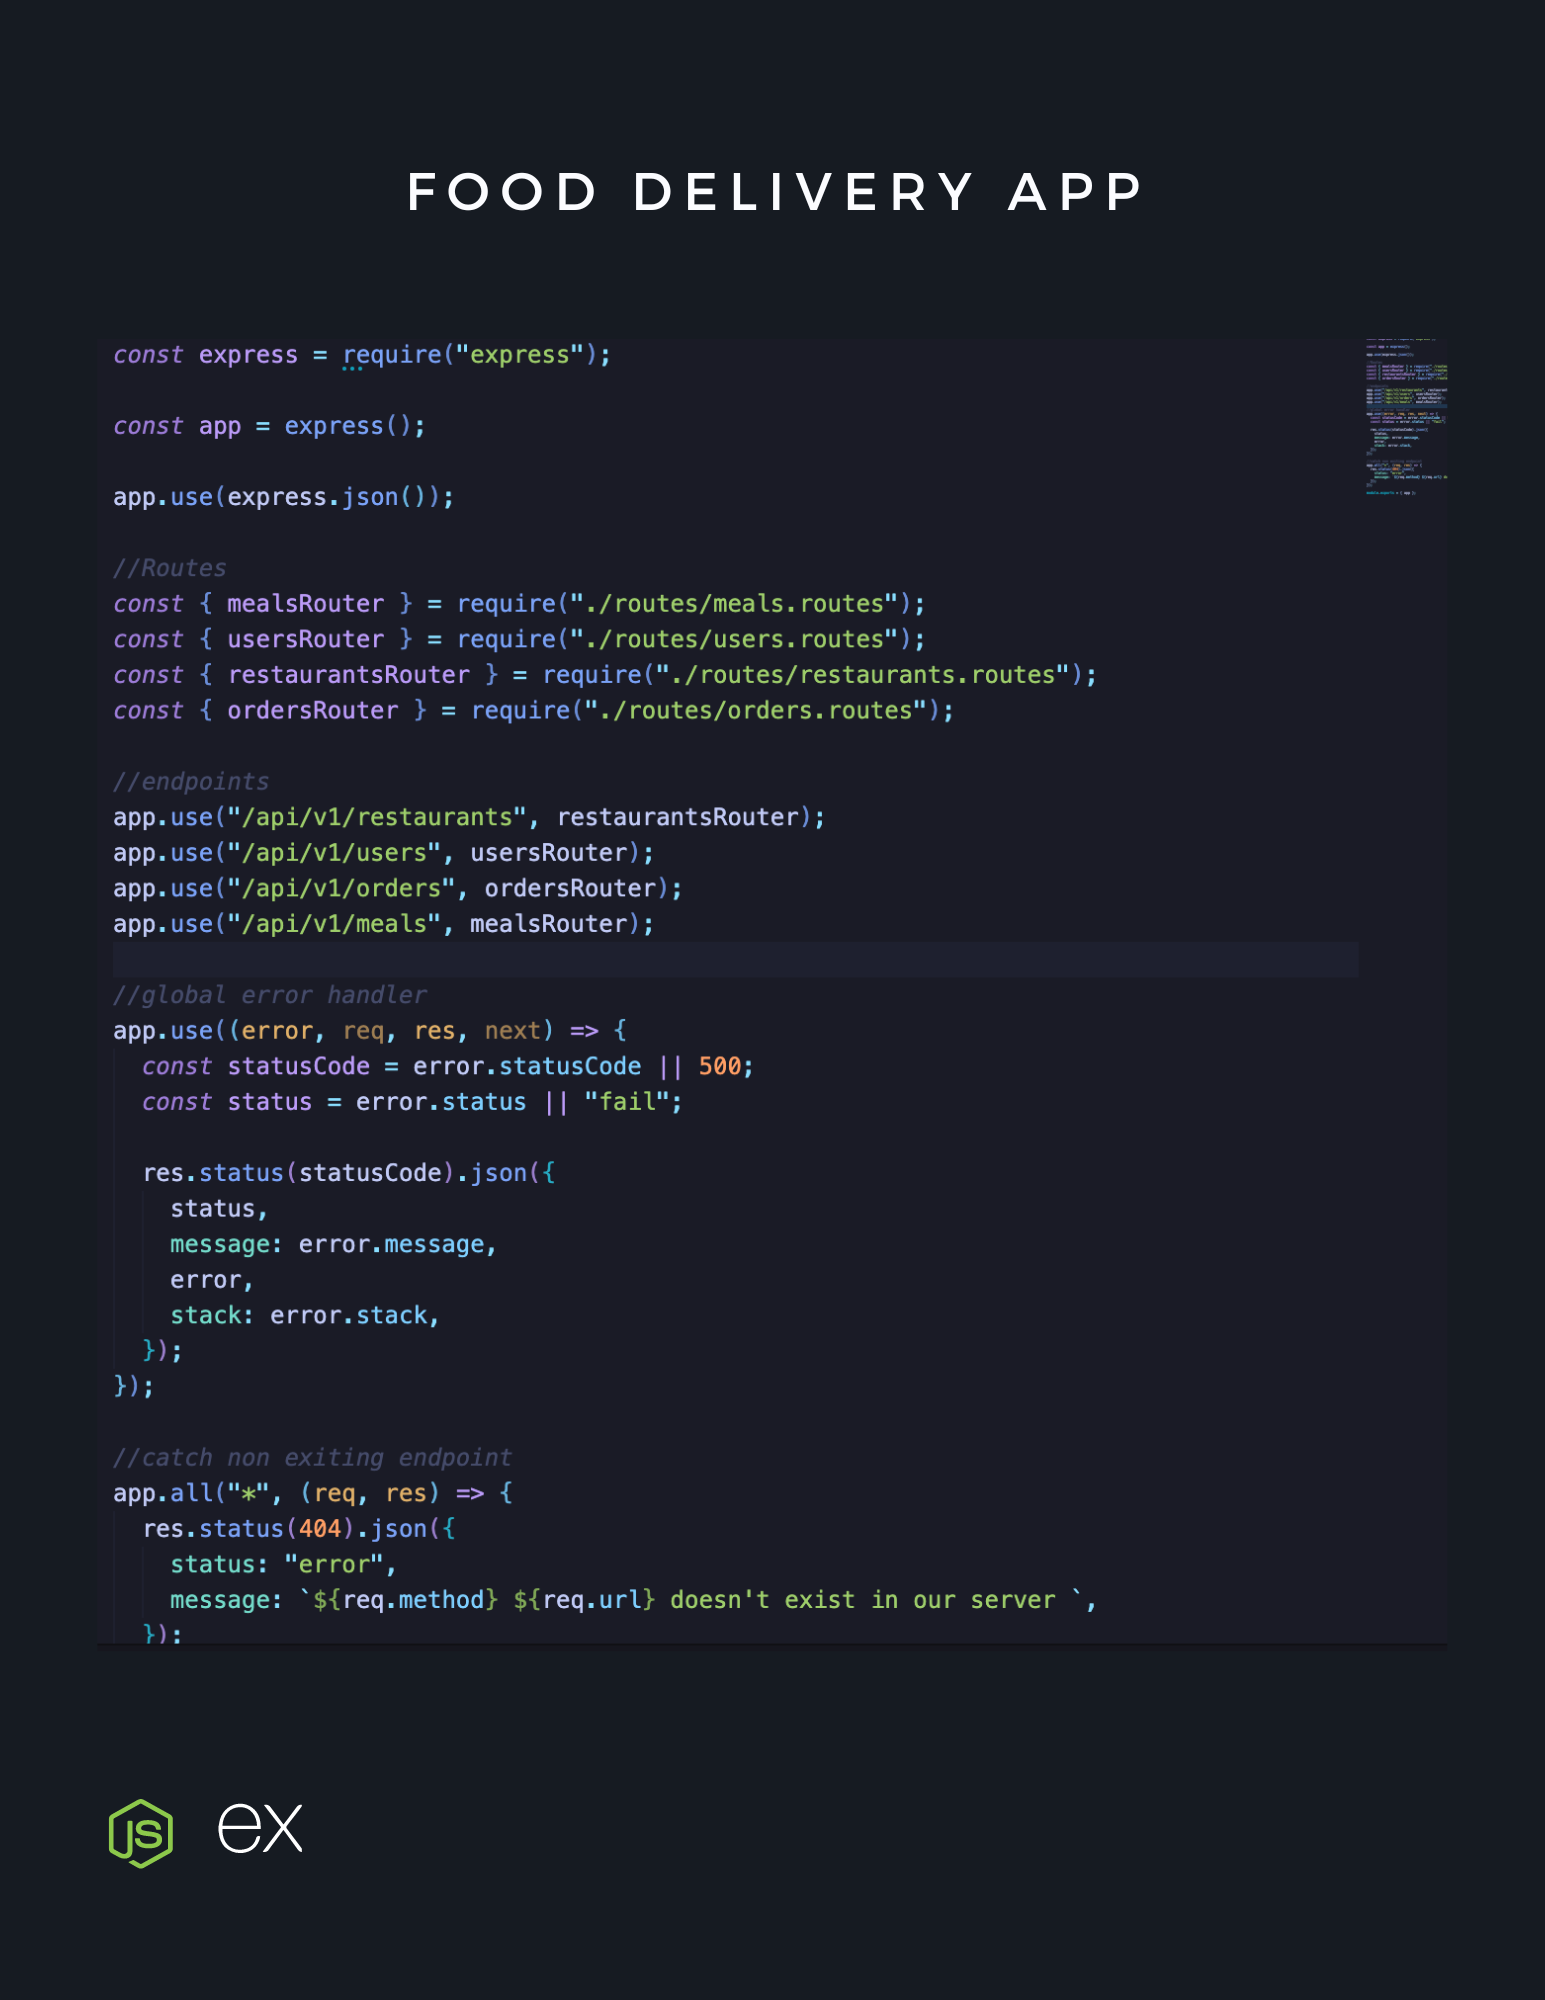 FOOD DELIVERY APP
const express = require("express");
const app = express();
app.use(express.json());
//Routes
const { mealsRouter } = require("./routes/meals.routes");
const { usersRouter } = require("./routes/users.routes");
const { restaurantsRouter } = require("./routes/restaurants.routes");
const { ordersRouter } = require("./routes/orders.routes");
//endpoints
app.use("/api/v1/restaurants", restaurantsRouter);
app.use("/api/v1/users", usersRouter);
app.use("/api/v1/orders", ordersRouter);
app.use("/api/v1/meals", mealsRouter);
//global error handler
app.use((error, req, res, next) => {
  const statusCode = error.statusCode || 500;
  const status = error.status || "fail";
  res.status(statusCode).json({
    status,
    message: error.message,
    error,
    stack: error.stack,
  });
});
//catch non exiting endpoint
app.all("*", (req, res) => {
  res.status(404).json({
    status: "error",
    message: `${req.method} ${req.url} doesn't exist in our server `,
  });
JS ex